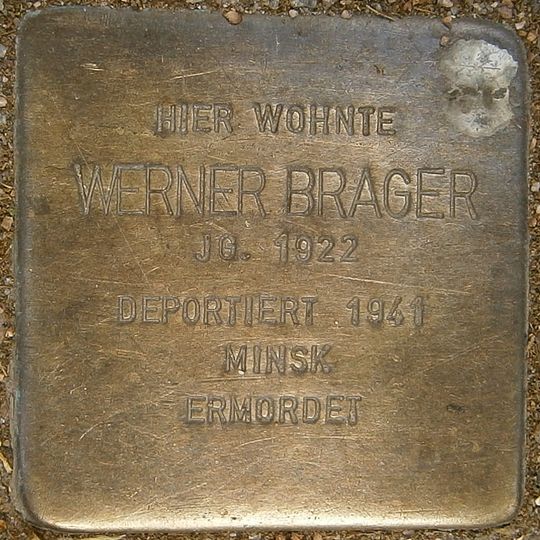 HIER WOHNTE
WERNER BRAGER
JG. 1922
DEPORTIERT 1941
MINSK
ERMORDET